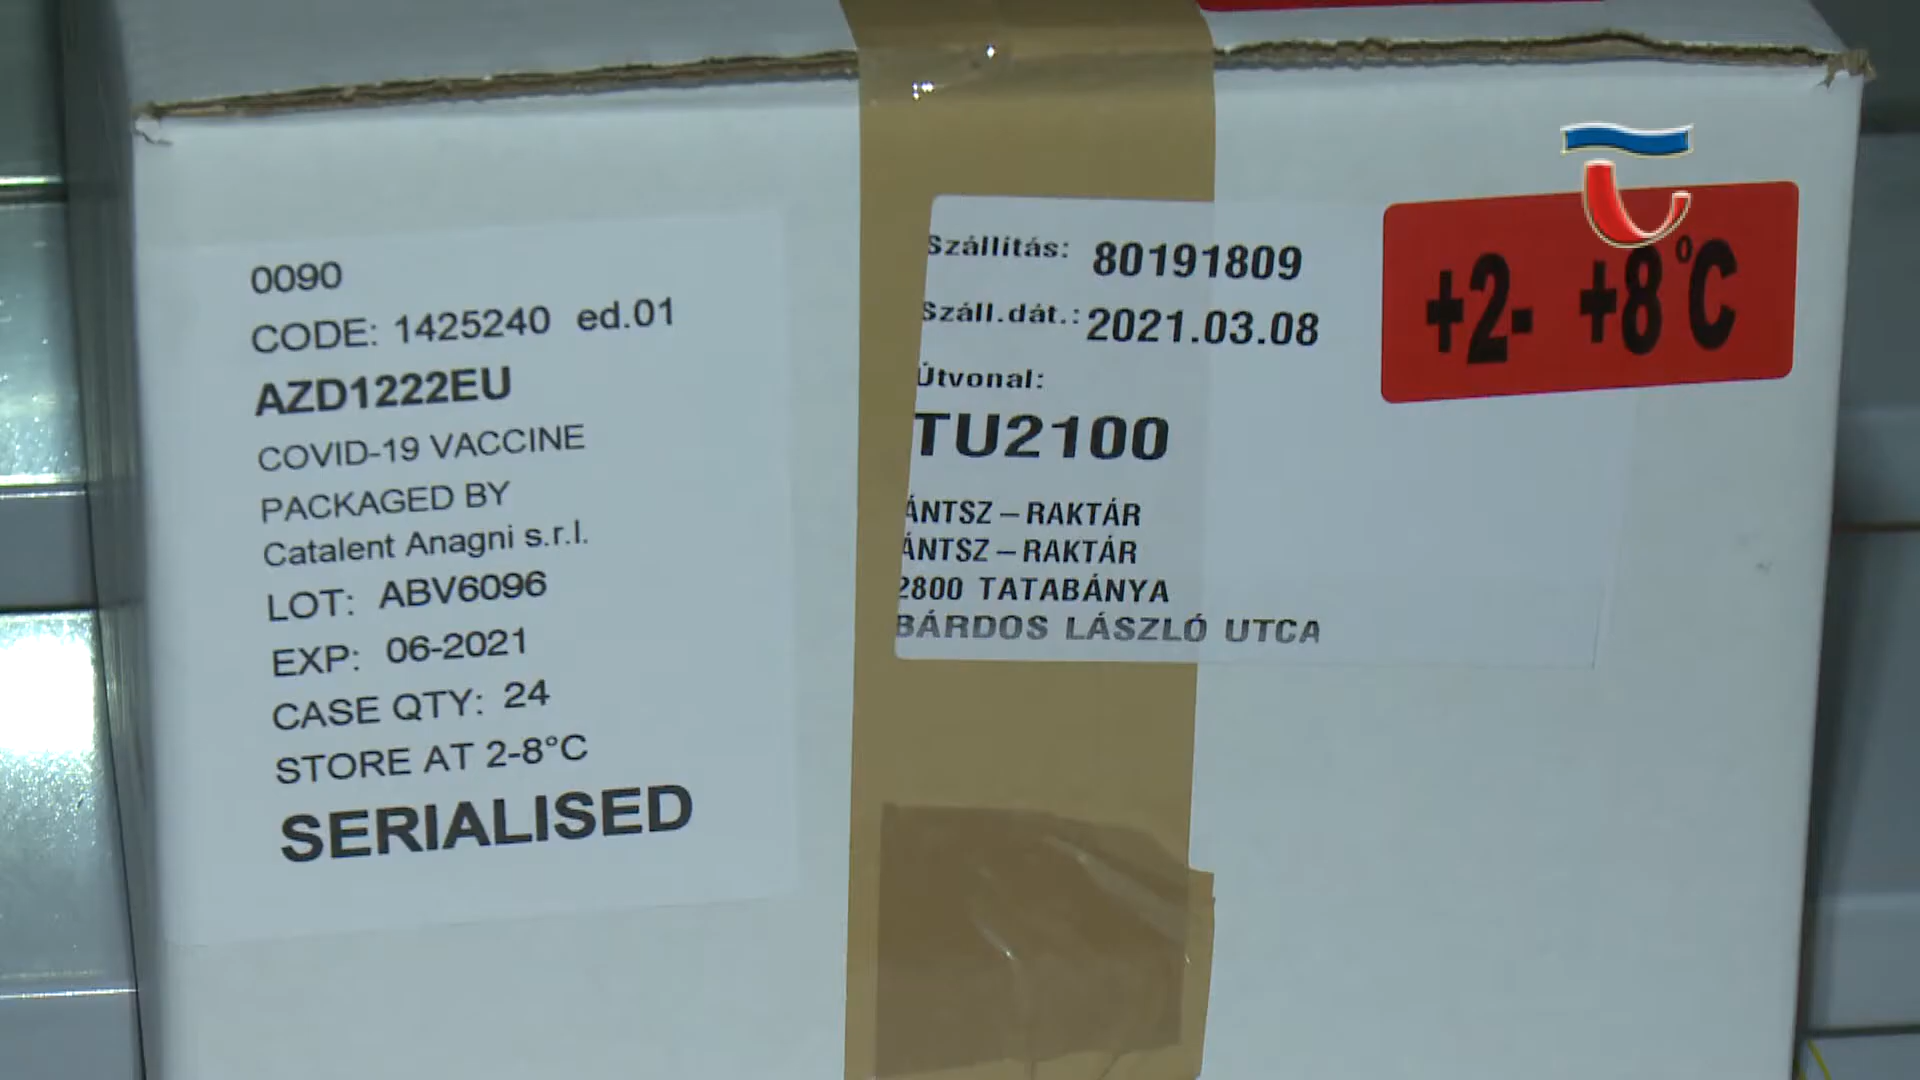 0090
CODE: 1425240 ed.01
AZD1222EU
COVID-19 VACCINE
PACKAGED BY
Catalent Anagni s.r.l.
LOT: ABV6096
EXP: 06-2021
CASE QTY: 24
STORE AT 2-8°C
SERIALISED
Szállítás: 80191809
Száll.dát.: 2021.03.08
Útvonal:
TU2100
ÁNTSZ – RAKTÁR
ÁNTSZ – RAKTÁR
2800 TATABÁNYA
BÁRDOS LÁSZLÓ UTCA
+2- +8°C